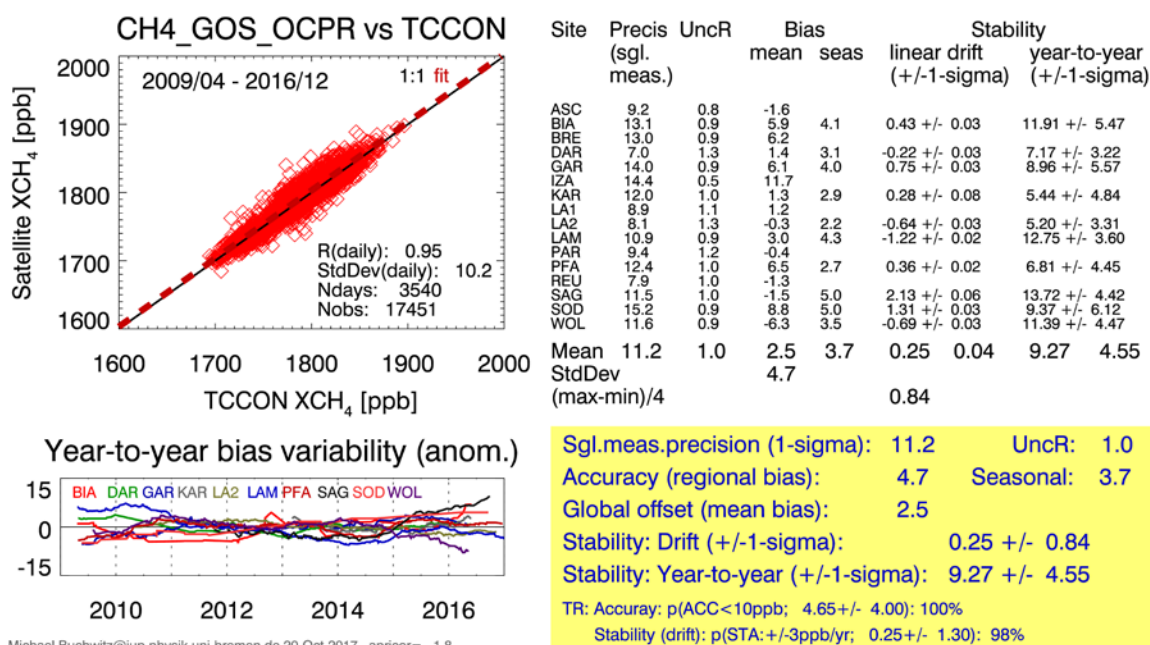 CH4_GOS_OCPR vs TCCON
2009/04 - 2016/12
1:1 fit
Satellite XCH4 [ppb]
2000
1900
1800
1700
1600
R(daily): 0.95
StdDev(daily): 10.2
Ndays: 3540
Nobs: 17451
1600 1700 1800 1900 2000
TCCON XCH4 [ppb]
Site Precis UncR Bias Stability
(sgl. mean seas linear drift year-to-year
meas.) (+/-1-sigma) (+/-1-sigma)
ASC 9.2 0.8 -1.6
BIA 13.1 0.9 5.9 4.1 0.43 +/- 0.03 11.91 +/- 5.47
BRE 13.0 0.9 6.2
DAR 7.0 1.3 1.4 3.1 -0.22 +/- 0.03 7.17 +/- 3.22
GAR 14.0 0.9 6.1 4.0 0.75 +/- 0.03 8.96 +/- 5.57
IZA 14.4 0.5 11.7
KAR 12.0 1.0 1.3 2.9 0.28 +/- 0.08 5.44 +/- 4.84
LA1 8.9 1.1 1.2
LA2 8.1 1.3 -0.3 2.2 -0.64 +/- 0.03 5.20 +/- 3.31
LAM 10.9 0.9 3.0 4.3 -1.22 +/- 0.02 12.75 +/- 3.60
PAR 9.4 1.2 -0.4
PFA 12.4 1.0 6.5 2.7 0.36 +/- 0.02 6.81 +/- 4.45
REU 7.9 1.0 -1.3
SAG 11.5 1.0 -1.5 5.0 2.13 +/- 0.06 13.72 +/- 4.42
SOD 15.2 0.9 8.8 5.0 1.31 +/- 0.03 9.37 +/- 6.12
WOL 11.6 0.9 -6.3 3.5 -0.69 +/- 0.03 11.39 +/- 4.47
Mean 11.2 1.0 2.5 3.7 0.25 0.04 9.27 4.55
StdDev 4.7
(max-min)/4 0.84
Year-to-year bias variability (anom.)
15
0
-15
BIA DAR GAR KAR LA2 LAM PFA SAG SOD WOL
2010 2012 2014 2016
Sgl.meas.precision (1-sigma): 11.2 UncR: 1.0
Accuracy (regional bias): 4.7 Seasonal: 3.7
Global offset (mean bias): 2.5
Stability: Drift (+/-1-sigma): 0.25 +/- 0.84
Stability: Year-to-year (+/-1-sigma): 9.27 +/- 4.55
TR: Accuray: p(ACC<10ppb; 4.65+/- 4.00): 100%
Stability (drift): p(STA:+/-3ppb/yr; 0.25+/- 1.30): 98%